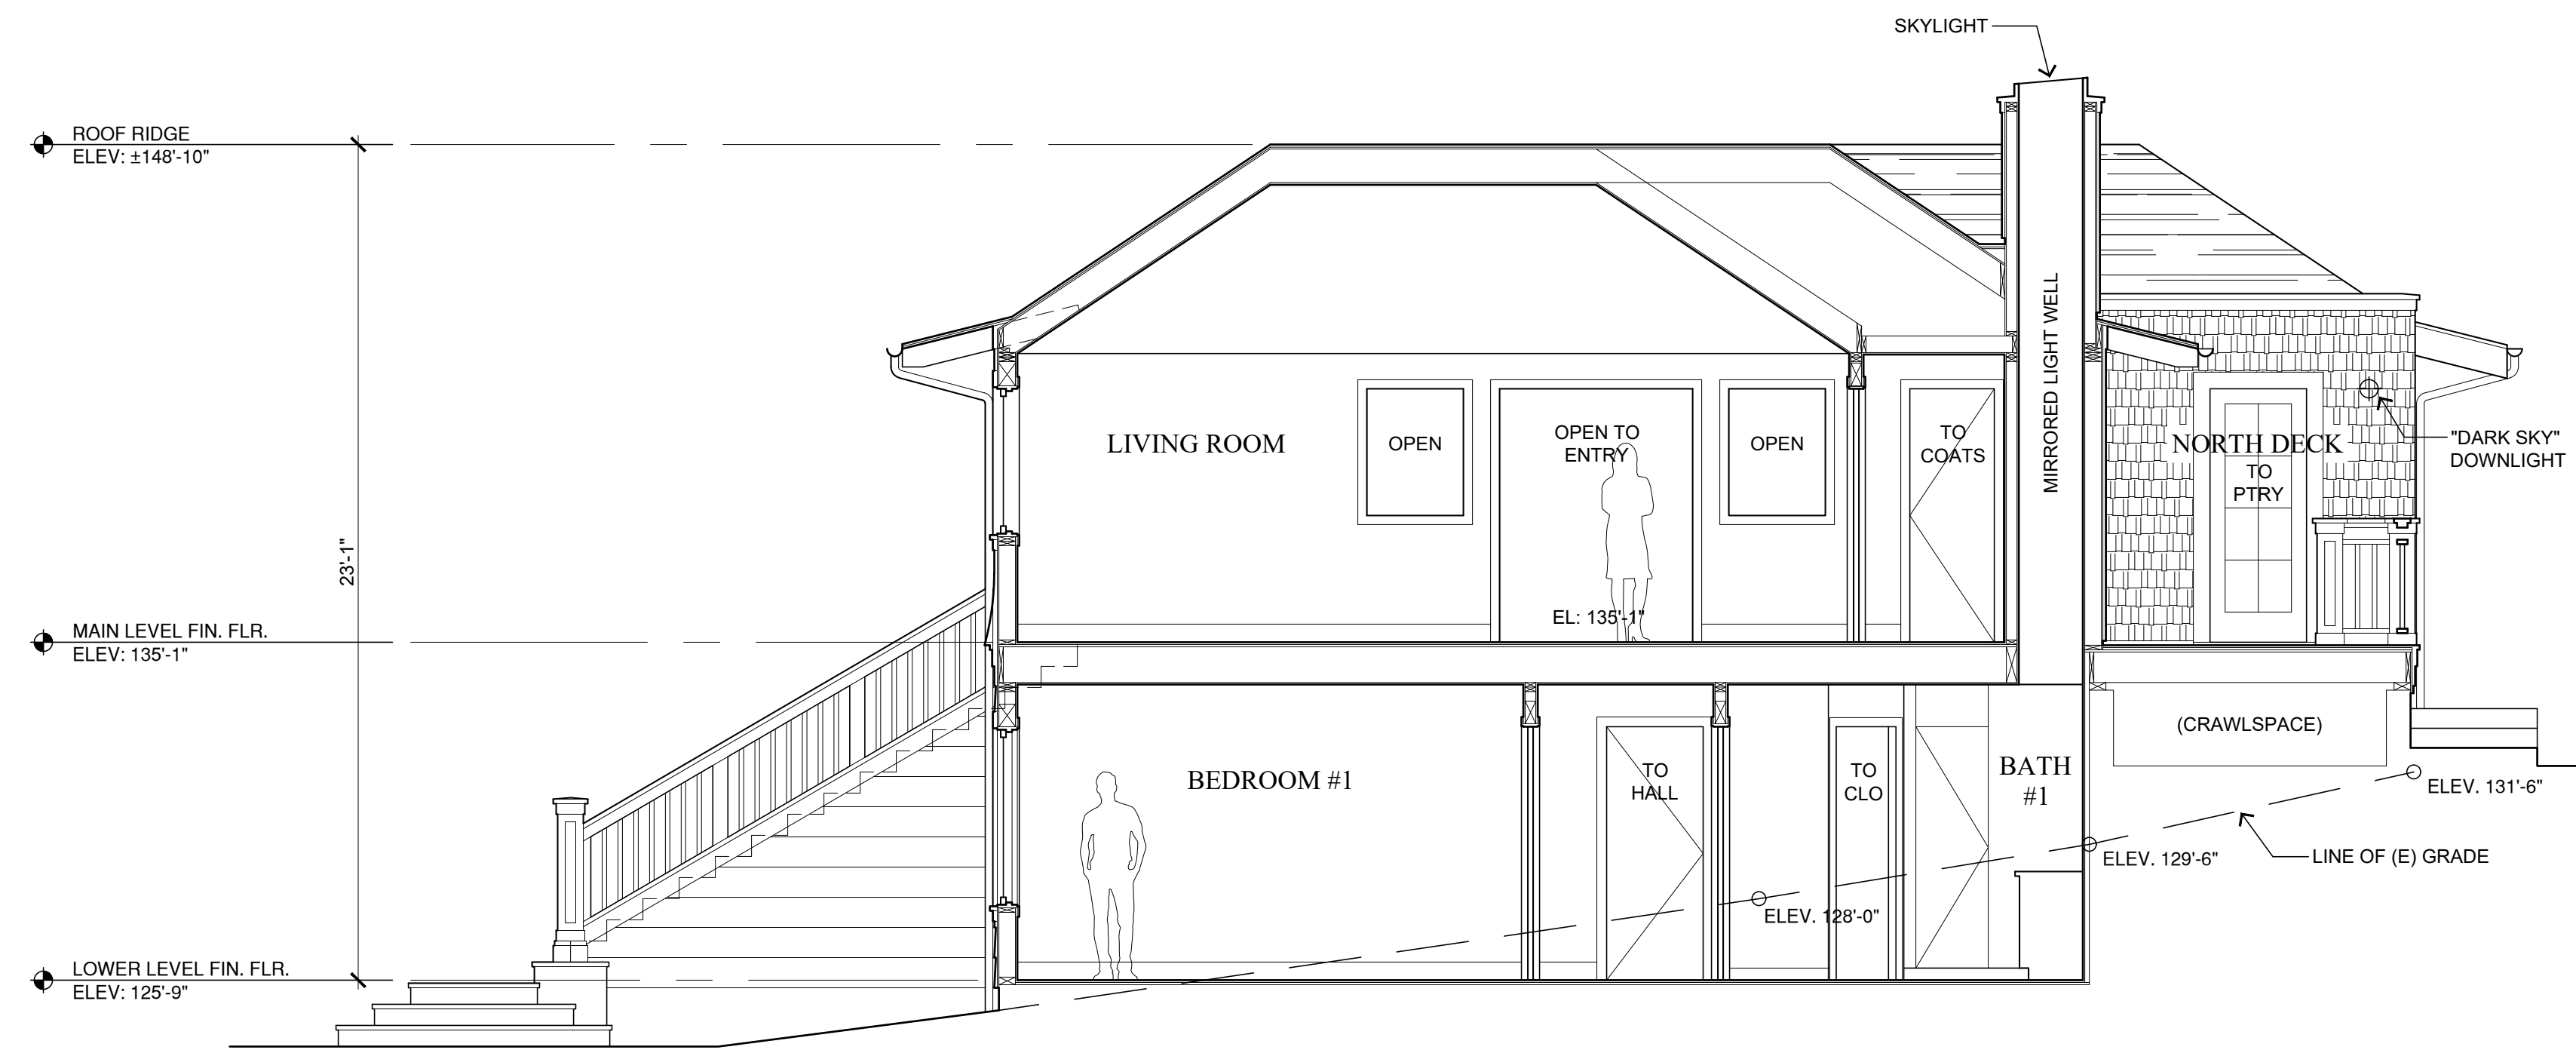 SKYLIGHT
ROOF RIDGE
ELEV: ±148'-10"
MIRRORED LIGHT WELL
LIVING ROOM
OPEN
OPEN TO
ENTRY
OPEN
TO
COATS
NORTH DECK
TO
PTRY
"DARK SKY"
DOWNLIGHT
23'-1"
EL: 135'-1"
MAIN LEVEL FIN. FLR.
ELEV: 135'-1"
(CRAWLSPACE)
BEDROOM #1
TO
HALL
TO
CLO
BATH
#1
ELEV. 131'-6"
LINE OF (E) GRADE
ELEV. 129'-6"
ELEV. 128'-0"
LOWER LEVEL FIN. FLR.
ELEV: 125'-9"